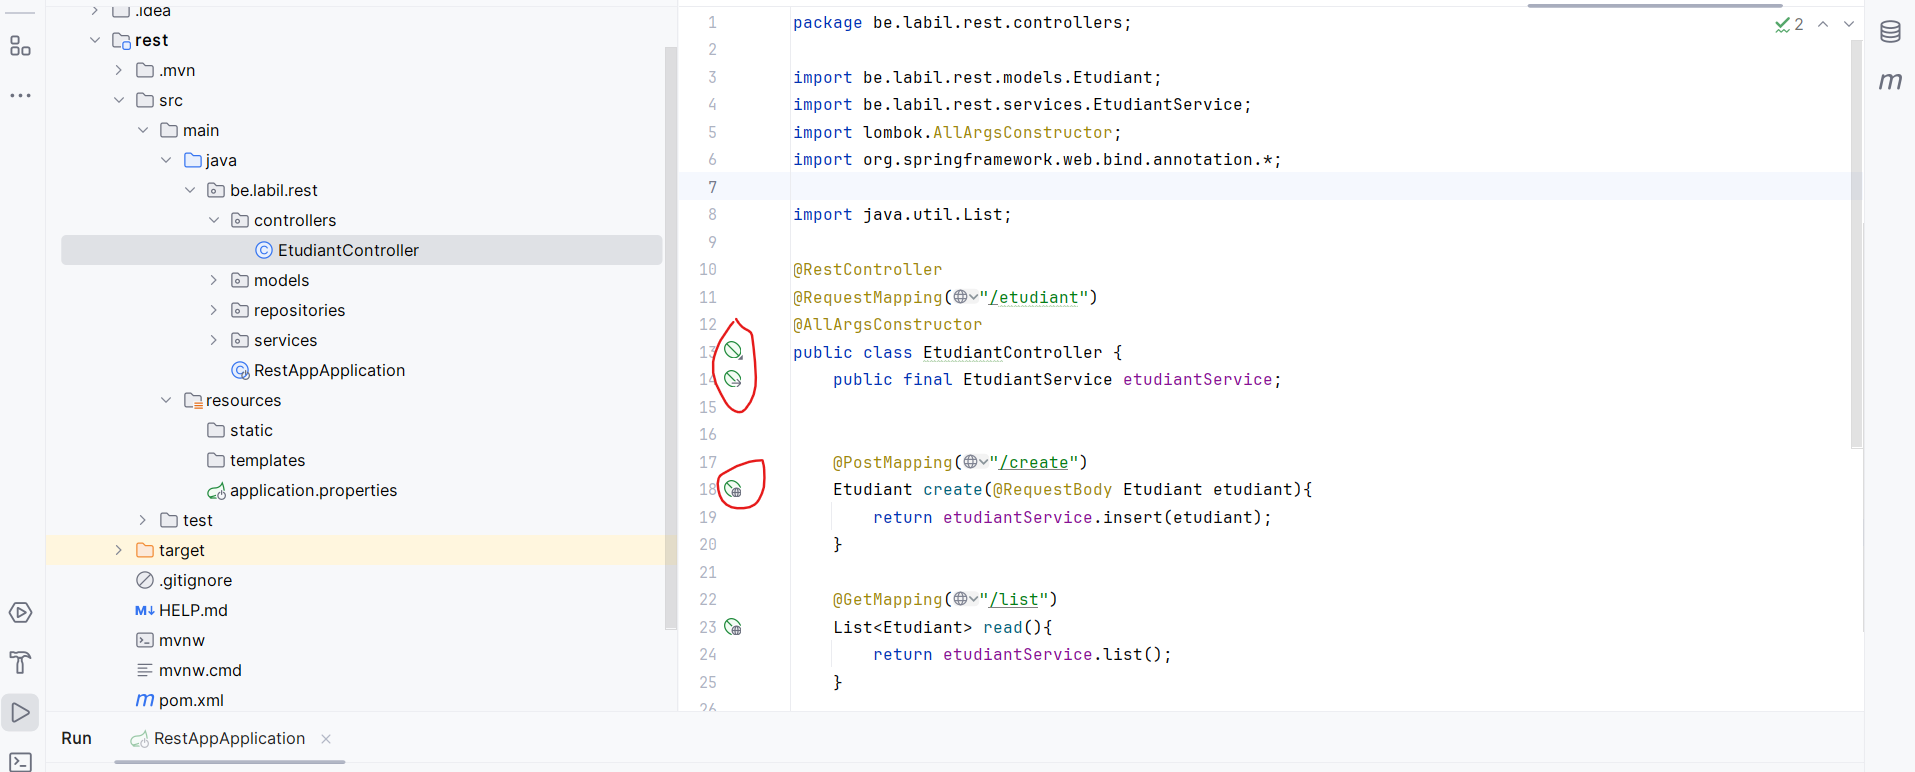 .idea
rest
.mvn
src
main
java
be.labil.rest
controllers
EtudiantController
models
repositories
services
RestAppApplication
resources
static
templates
application.properties
test
target
.gitignore
M↓ HELP.md
mvnw
mvnw.cmd
m pom.xml
1 package be.labil.rest.controllers;
2
3 import be.labil.rest.models.Etudiant;
4 import be.labil.rest.services.EtudiantService;
5 import lombok.AllArgsConstructor;
6 import org.springframework.web.bind.annotation.*;
7
8 import java.util.List;
9
10 @RestController
11 @RequestMapping("/etudiant")
12 @AllArgsConstructor
13 public class EtudiantController {
14 public final EtudiantService etudiantService;
15
16
17 @PostMapping("/create")
18 Etudiant create(@RequestBody Etudiant etudiant){
19 return etudiantService.insert(etudiant);
20 }
21
22 @GetMapping("/list")
23 List<Etudiant> read(){
24 return etudiantService.list();
25 }
26
2
m
Run RestAppApplication